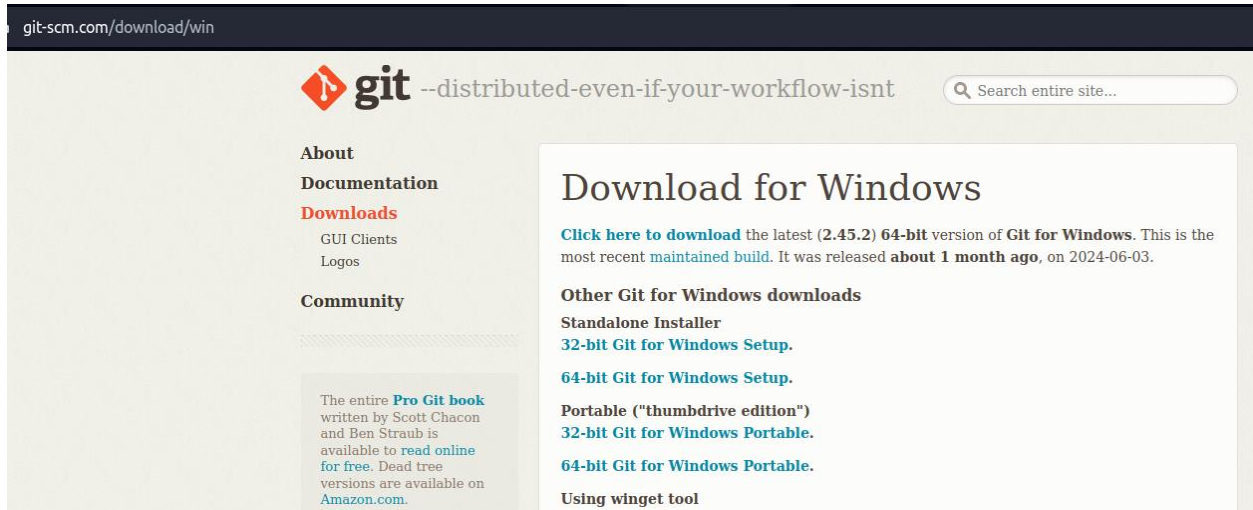 git-scm.com/download/win
git --distributed-even-if-your-workflow-isnt
Search entire site...
About
Documentation
Downloads
GUI Clients
Logos
Community
The entire Pro Git book
written by Scott Chacon
and Ben Straub is
available to read online
for free. Dead tree
versions are available on
Amazon.com.
Download for Windows
Click here to download the latest (2.45.2) 64-bit version of Git for Windows. This is the
most recent maintained build. It was released about 1 month ago, on 2024-06-03.
Other Git for Windows downloads
Standalone Installer
32-bit Git for Windows Setup.
64-bit Git for Windows Setup.
Portable ("thumbdrive edition")
32-bit Git for Windows Portable.
64-bit Git for Windows Portable.
Using winget tool